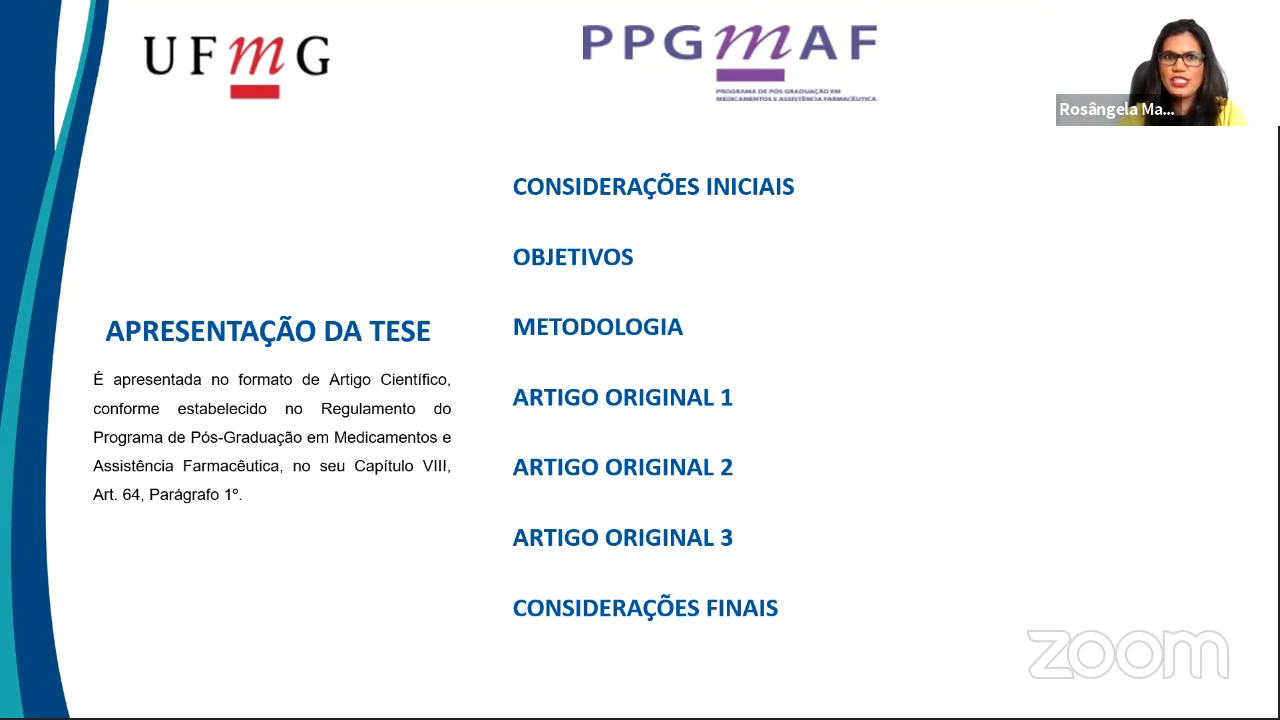 UFmG
PPGmAF
PROGRAMA DE PÓS-GRADUAÇÃO EM
MEDICAMENTOS E ASSISTÊNCIA FARMACÊUTICA
Rosângela Ma...
CONSIDERAÇÕES INICIAIS
OBJETIVOS
METODOLOGIA
ARTIGO ORIGINAL 1
ARTIGO ORIGINAL 2
ARTIGO ORIGINAL 3
CONSIDERAÇÕES FINAIS
APRESENTAÇÃO DA TESE
É apresentada no formato de Artigo Científico,
conforme estabelecido no Regulamento do
Programa de Pós-Graduação em Medicamentos e
Assistência Farmacêutica, no seu Capítulo VIII,
Art. 64, Parágrafo 1º.
zoom